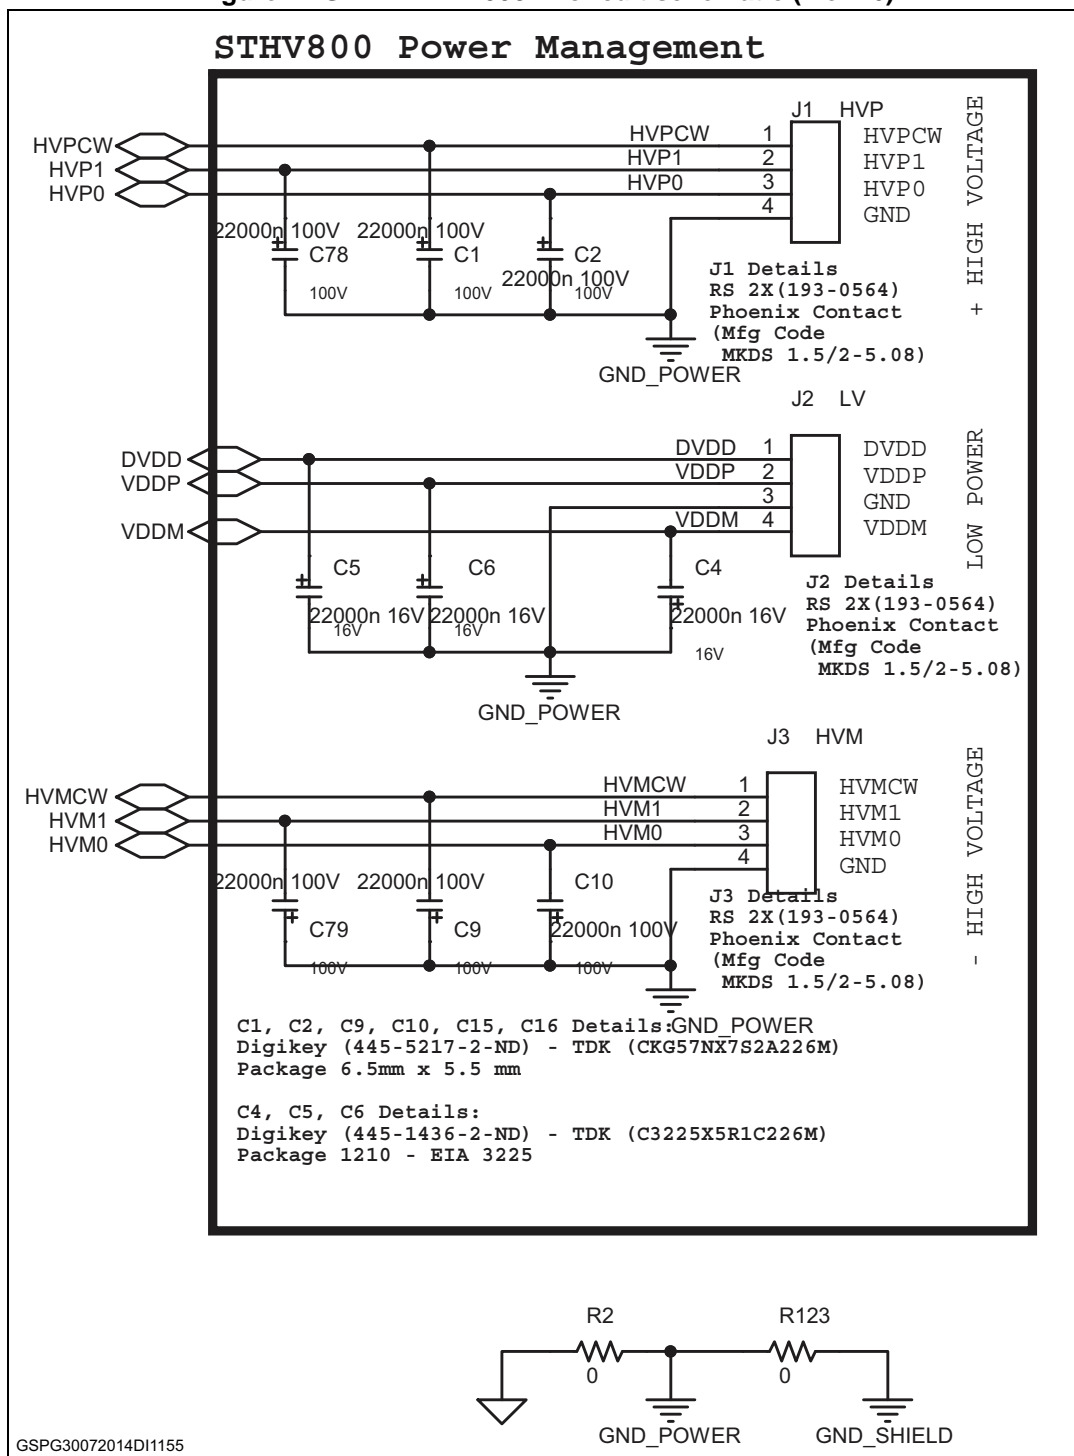 STHV800 Power Management
J1 HVP
HVPCW
HVP1
HVP0
HVPCW 1
HVP1 2
HVP0 3
4
HVPCW
HVP1
HVP0
GND
+ HIGH VOLTAGE
22000n 100V
C78
100V
22000n 100V
C1
100V
C2
22000n 100V
100V
GND_POWER
J1 Details
RS 2X(193-0564)
Phoenix Contact
(Mfg Code
MKDS 1.5/2-5.08)
J2 LV
DVDD
VDDP
VDDM
DVDD 1
VDDP 2
3
VDDM 4
DVDD
VDDP
GND
VDDM
LOW POWER
C5
22000n 16V
16V
C6
22000n 16V
16V
C4
22000n 16V
16V
GND_POWER
J2 Details
RS 2X(193-0564)
Phoenix Contact
(Mfg Code
MKDS 1.5/2-5.08)
J3 HVM
HVMCW
HVM1
HVM0
HVMCW 1
HVM1 2
HVM0 3
4
HVMCW
HVM1
HVM0
GND
- HIGH VOLTAGE
22000n 100V
C79
100V
22000n 100V
C9
100V
C10
22000n 100V
100V
J3 Details
RS 2X(193-0564)
Phoenix Contact
(Mfg Code
MKDS 1.5/2-5.08)
GND_POWER
C1, C2, C9, C10, C15, C16 Details:
Digikey (445-5217-2-ND) - TDK (CKG57NX7S2A226M)
Package 6.5mm x 5.5 mm
C4, C5, C6 Details:
Digikey (445-1436-2-ND) - TDK (C3225X5R1C226M)
Package 1210 - EIA 3225
R2
0
R123
0
GND_POWER
GND_SHIELD
GSPG30072014DI1155